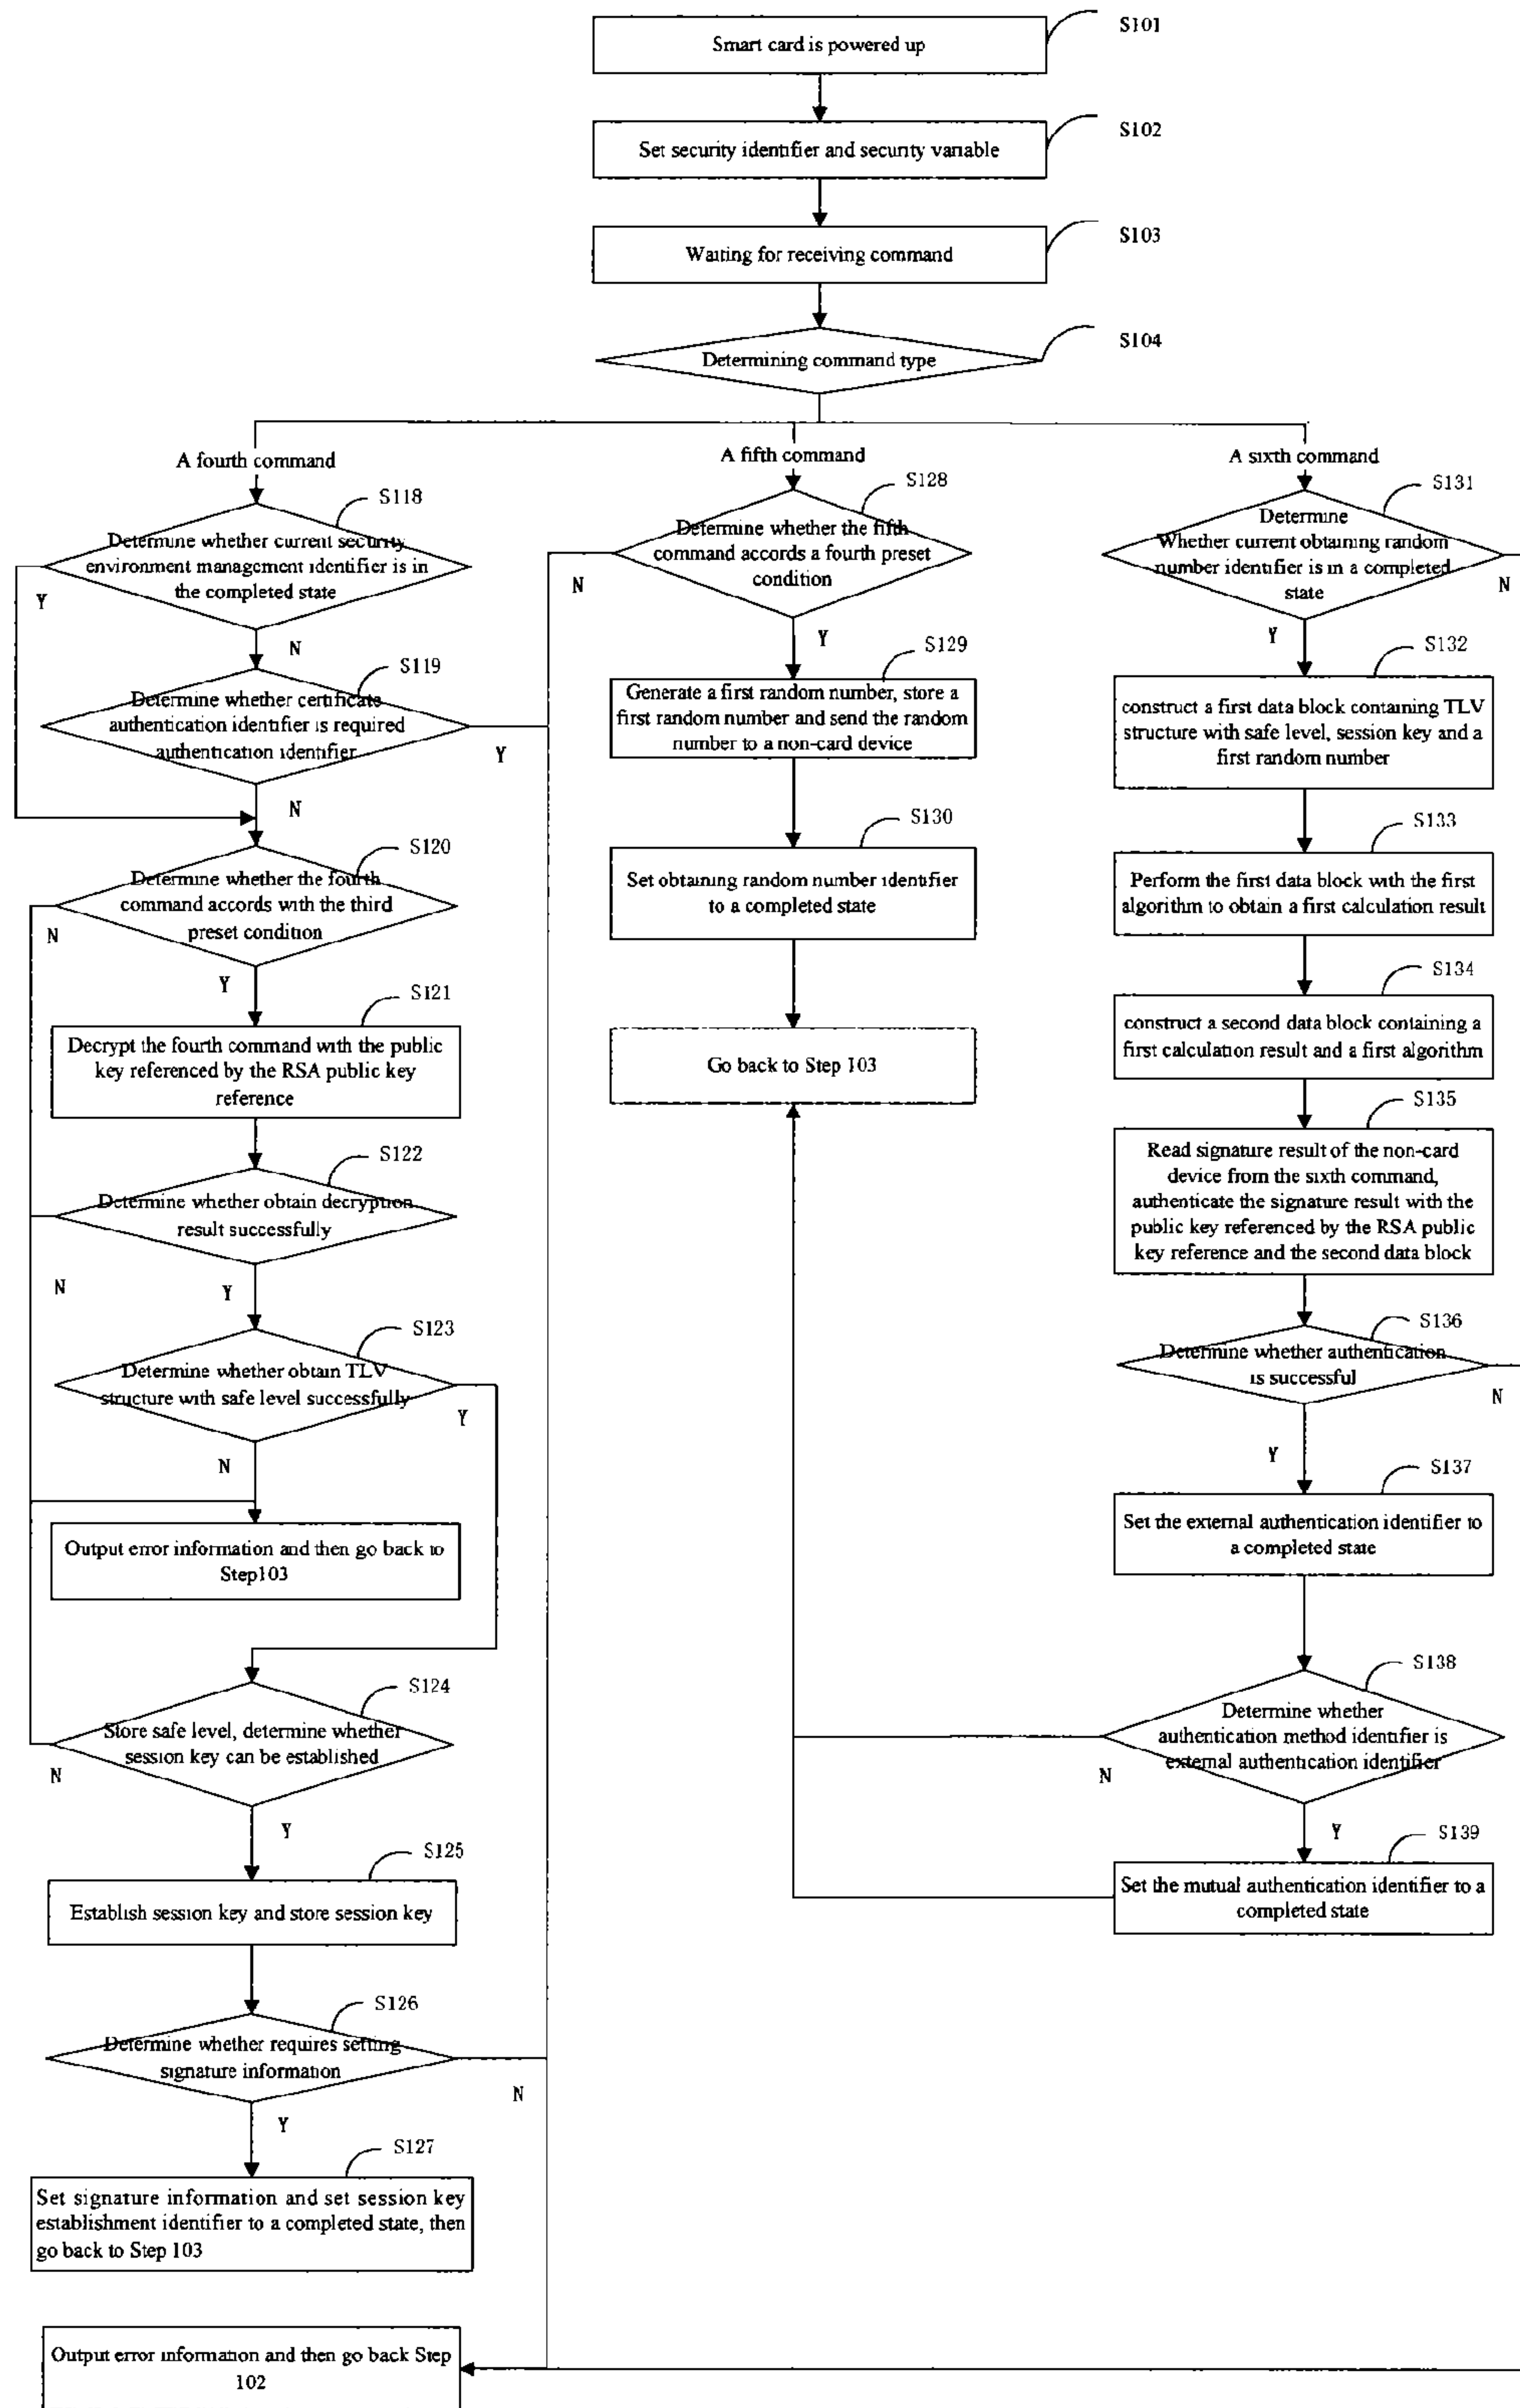 Smart card is powered up
S101
Set security identifier and security variable
S102
Waiting for receiving command
S103
Determining command type
S104
A fourth command
S118
Determine whether current security
environment management identifier is in
the completed state
Y
N
S119
Determine whether certificate
authentication identifier is required
authentication identifier
Y
N
S120
Determine whether the fourth
command accords with the third
preset condition
N
Y
S121
Decrypt the fourth command with the public
key referenced by the RSA public key
reference
S122
Determine whether obtain decryption
result successfully
N
Y
S123
Determine whether obtain TLV
structure with safe level successfully
Y
N
Output error information and then go back to
Step103
S124
Store safe level, determine whether
session key can be established
N
Y
S125
Establish session key and store session key
S126
Determine whether requires setting
signature information
N
Y
S127
Set signature information and set session key
establishment identifier to a completed state, then
go back to Step 103
Output error information and then go back Step
102
A fifth command
S128
Determine whether the fifth
command accords a fourth preset
condition
N
Y
S129
Generate a first random number, store a
first random number and send the random
number to a non-card device
S130
Set obtaining random number identifier
to a completed state
Go back to Step 103
A sixth command
S131
Determine
Whether current obtaining random
number identifier is in a completed
state
N
Y
S132
construct a first data block containing TLV
structure with safe level, session key and a
first random number
S133
Perform the first data block with the first
algorithm to obtain a first calculation result
S134
construct a second data block containing a
first calculation result and a first algorithm
S135
Read signature result of the non-card
device from the sixth command,
authenticate the signature result with the
public key referenced by the RSA public
key reference and the second data block
S136
Determine whether authentication
is successful
N
Y
S137
Set the external authentication identifier to
a completed state
S138
Determine whether
authentication method identifier is
external authentication identifier
N
Y
S139
Set the mutual authentication identifier to a
completed state